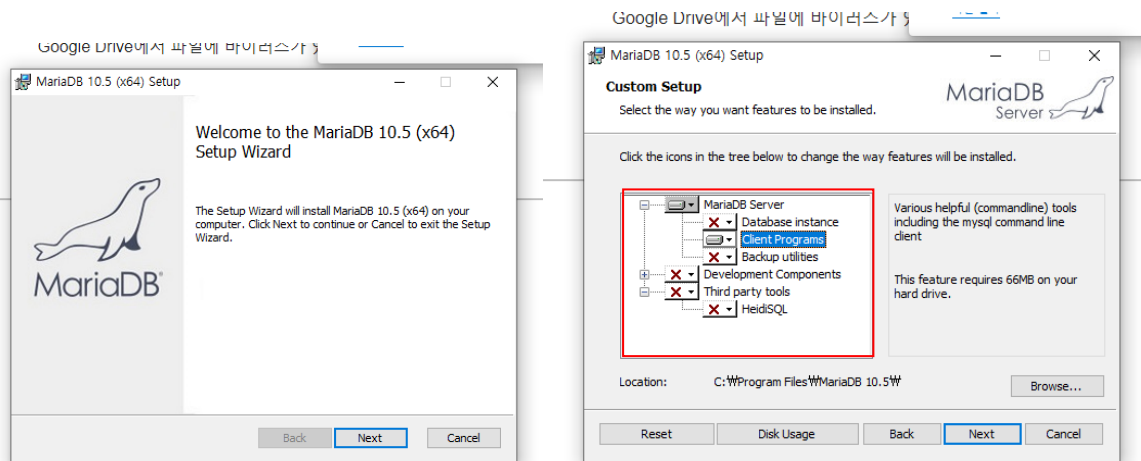 Google Drive에서 파일에 바이러스가
MariaDB 10.5 (x64) Setup
Welcome to the MariaDB 10.5 (x64)
Setup Wizard
The Setup Wizard will install MariaDB 10.5 (x64) on your
computer. Click Next to continue or Cancel to exit the Setup
Wizard.
MariaDB
Back Next Cancel
Google Drive에서 파일에 바이러스가
MariaDB 10.5 (x64) Setup
Custom Setup
Select the way you want features to be installed.
MariaDB
Server
Click the icons in the tree below to change the way features will be installed.
MariaDB Server
Database instance
Client Programs
Backup utilities
Development Components
Third party tools
HeidiSQL
Various helpful (commandline) tools
including the mysql command line
client
This feature requires 66MB on your
hard drive.
Location: C:₩Program Files₩MariaDB 10.5₩
Browse...
Reset Disk Usage Back Next Cancel